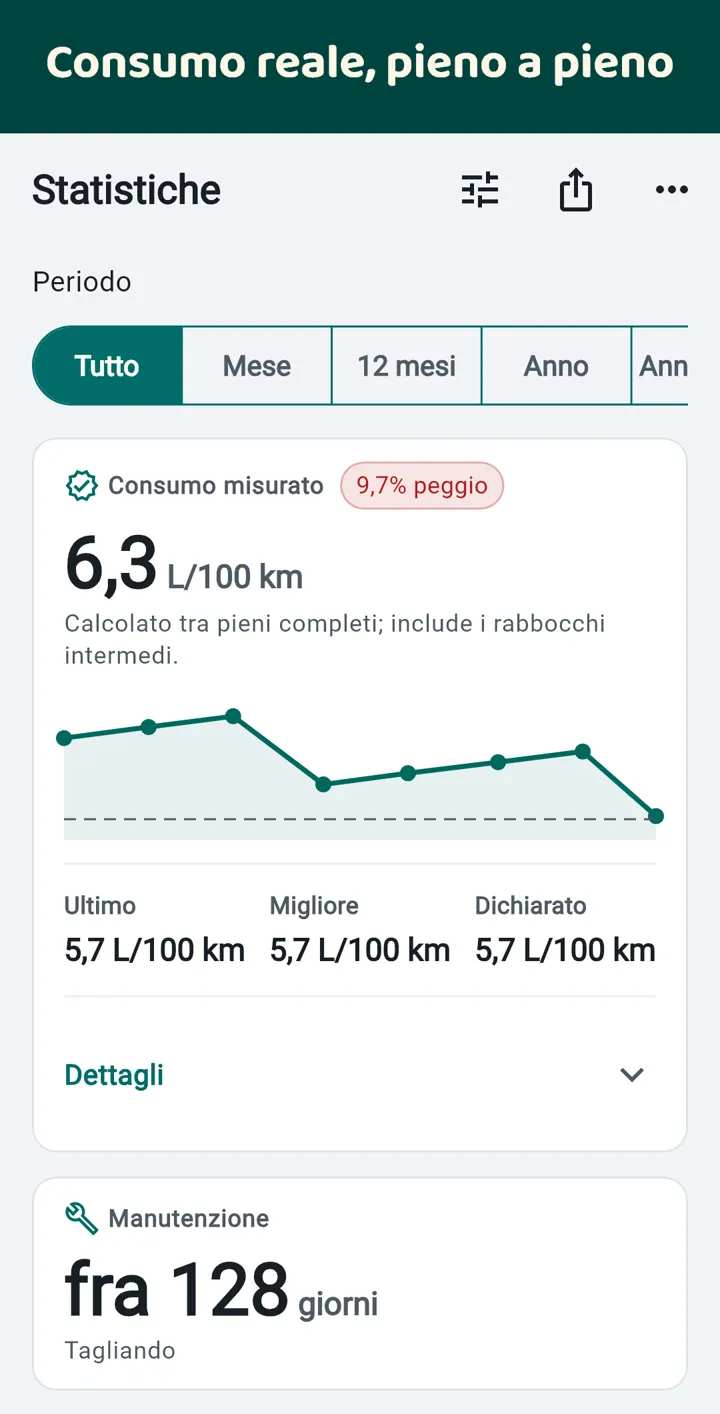 Consumo reale, pieno a pieno
Statistiche
Periodo
Tutto
Mese
12 mesi
Anno
Ann
Consumo misurato
9,7% peggio
6,3 L/100 km
Calcolato tra pieni completi; include i rabbocchi
intermedi.
Ultimo
Migliore
Dichiarato
5,7 L/100 km
5,7 L/100 km
5,7 L/100 km
Dettagli
Manutenzione
fra 128 giorni
Tagliando